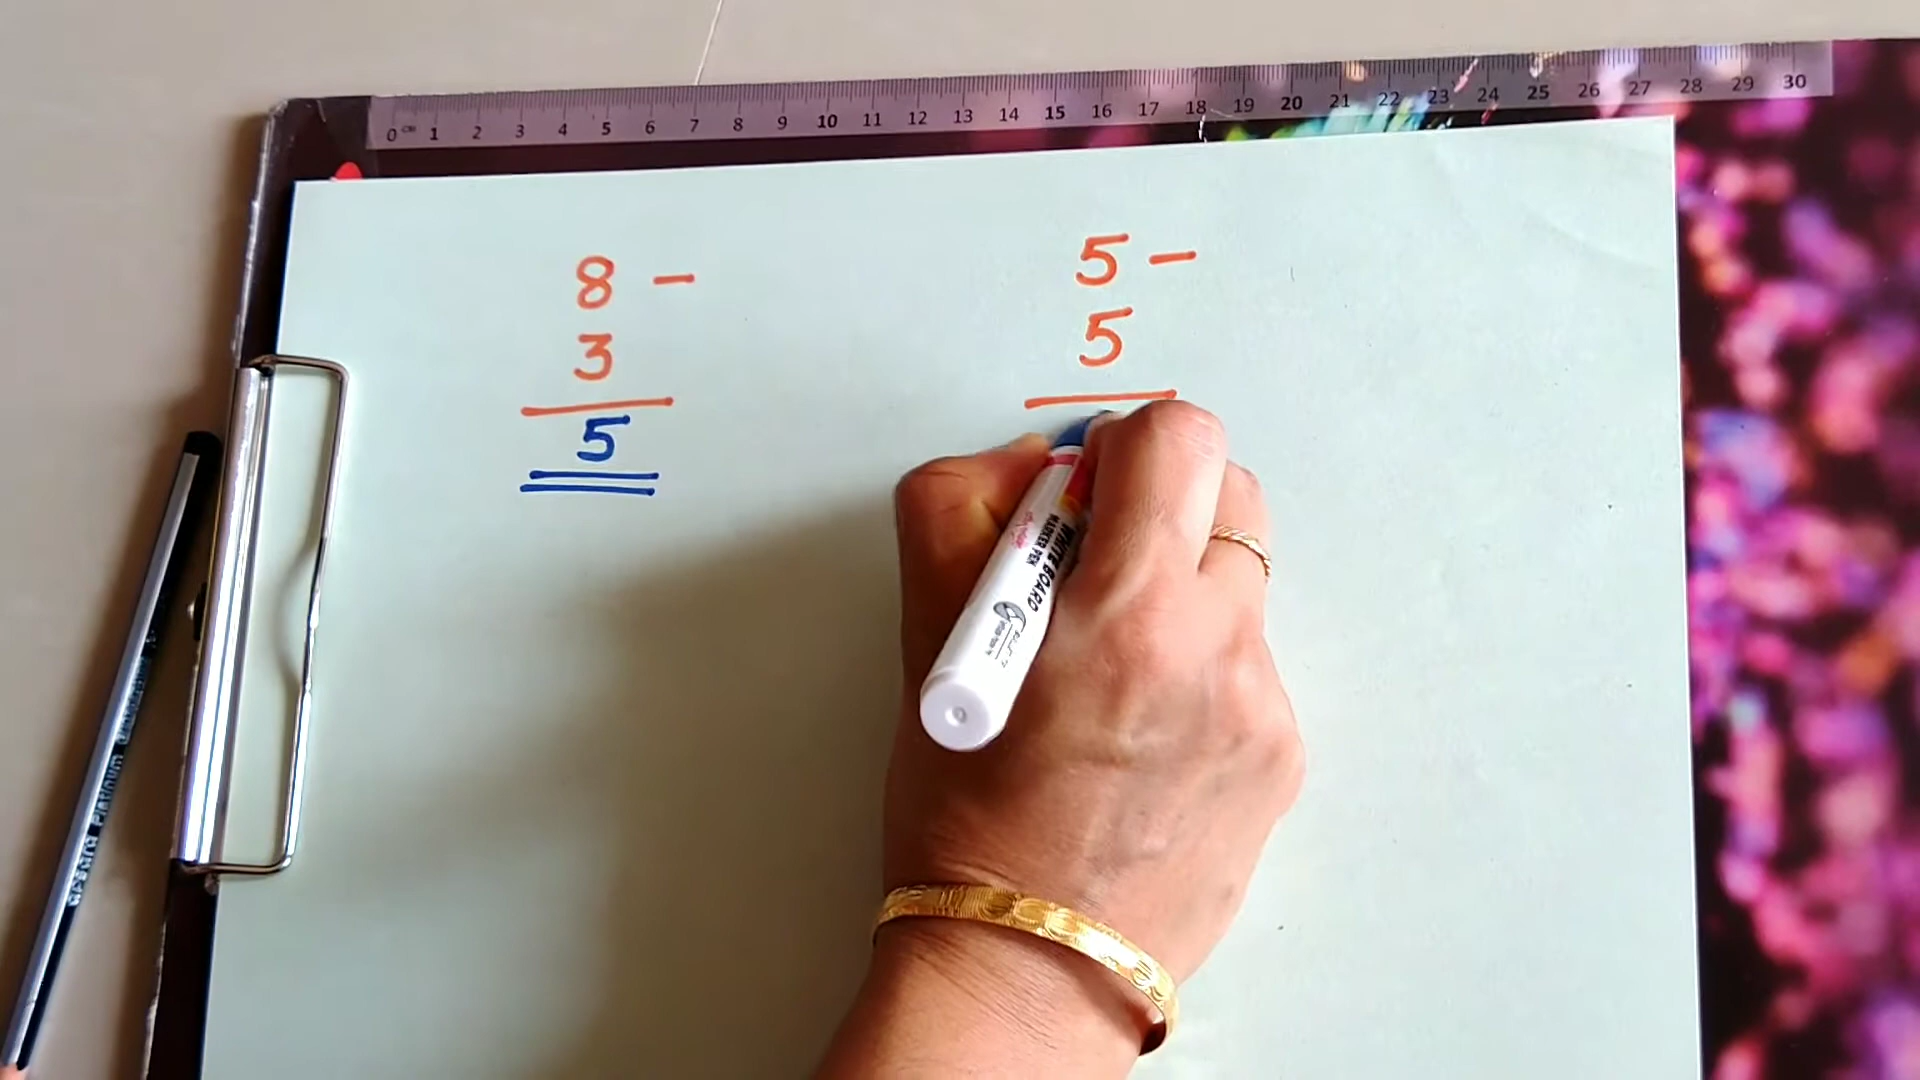 0 cm 1 2 3 4 5 6 7 8 9 10 11 12 13 14 15 16 17 18 19 20 21 22 23 24 25 26 27 28 29 30
8 -
3
5
5 -
5
WHITE BOARD
MARKER PEN
apsara Platinum